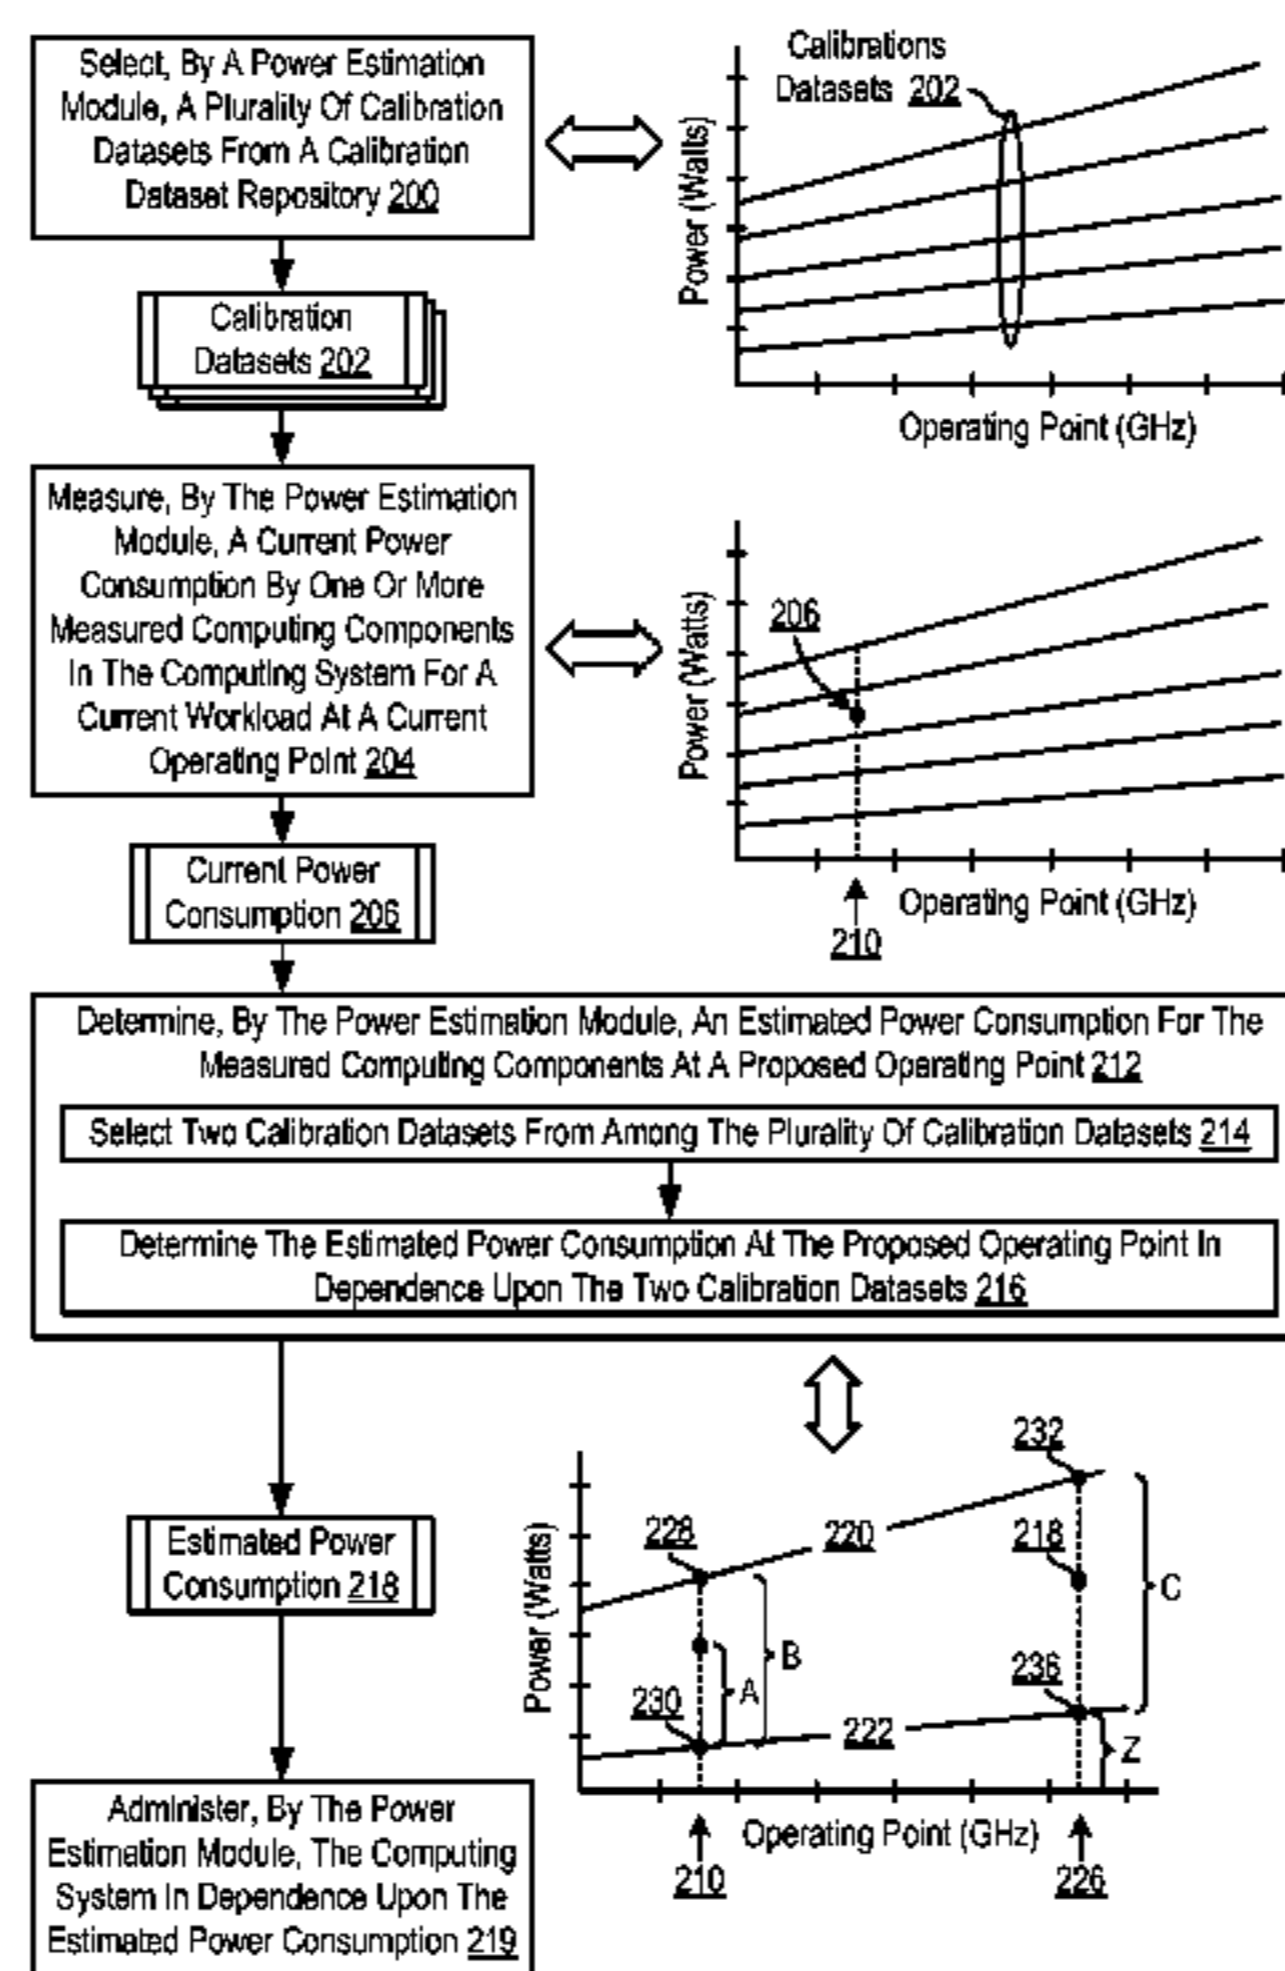 Select, By A Power Estimation
Module, A Plurality Of Calibration
Datasets From A Calibration
Dataset Repository 200
Calibrations
Datasets 202
Power (Watts)
Operating Point (GHz)
Calibration
Datasets 202
Measure, By The Power Estimation
Module, A Current Power
Consumption By One Or More
Measured Computing Components
In The Computing System For A
Current Workload At A Current
Operating Point 204
206
Power (Watts)
Operating Point (GHz)
210
Current Power
Consumption 206
Determine, By The Power Estimation Module, An Estimated Power Consumption For The
Measured Computing Components At A Proposed Operating Point 212
Select Two Calibration Datasets From Among The Plurality Of Calibration Datasets 214
Determine The Estimated Power Consumption At The Proposed Operating Point In
Dependence Upon The Two Calibration Datasets 216
Estimated Power
Consumption 218
232
228
220
218
C
B
A
236
230
222
Z
Power (Watts)
Operating Point (GHz)
210
226
Administer, By The Power
Estimation Module, The Computing
System In Dependence Upon The
Estimated Power Consumption 219